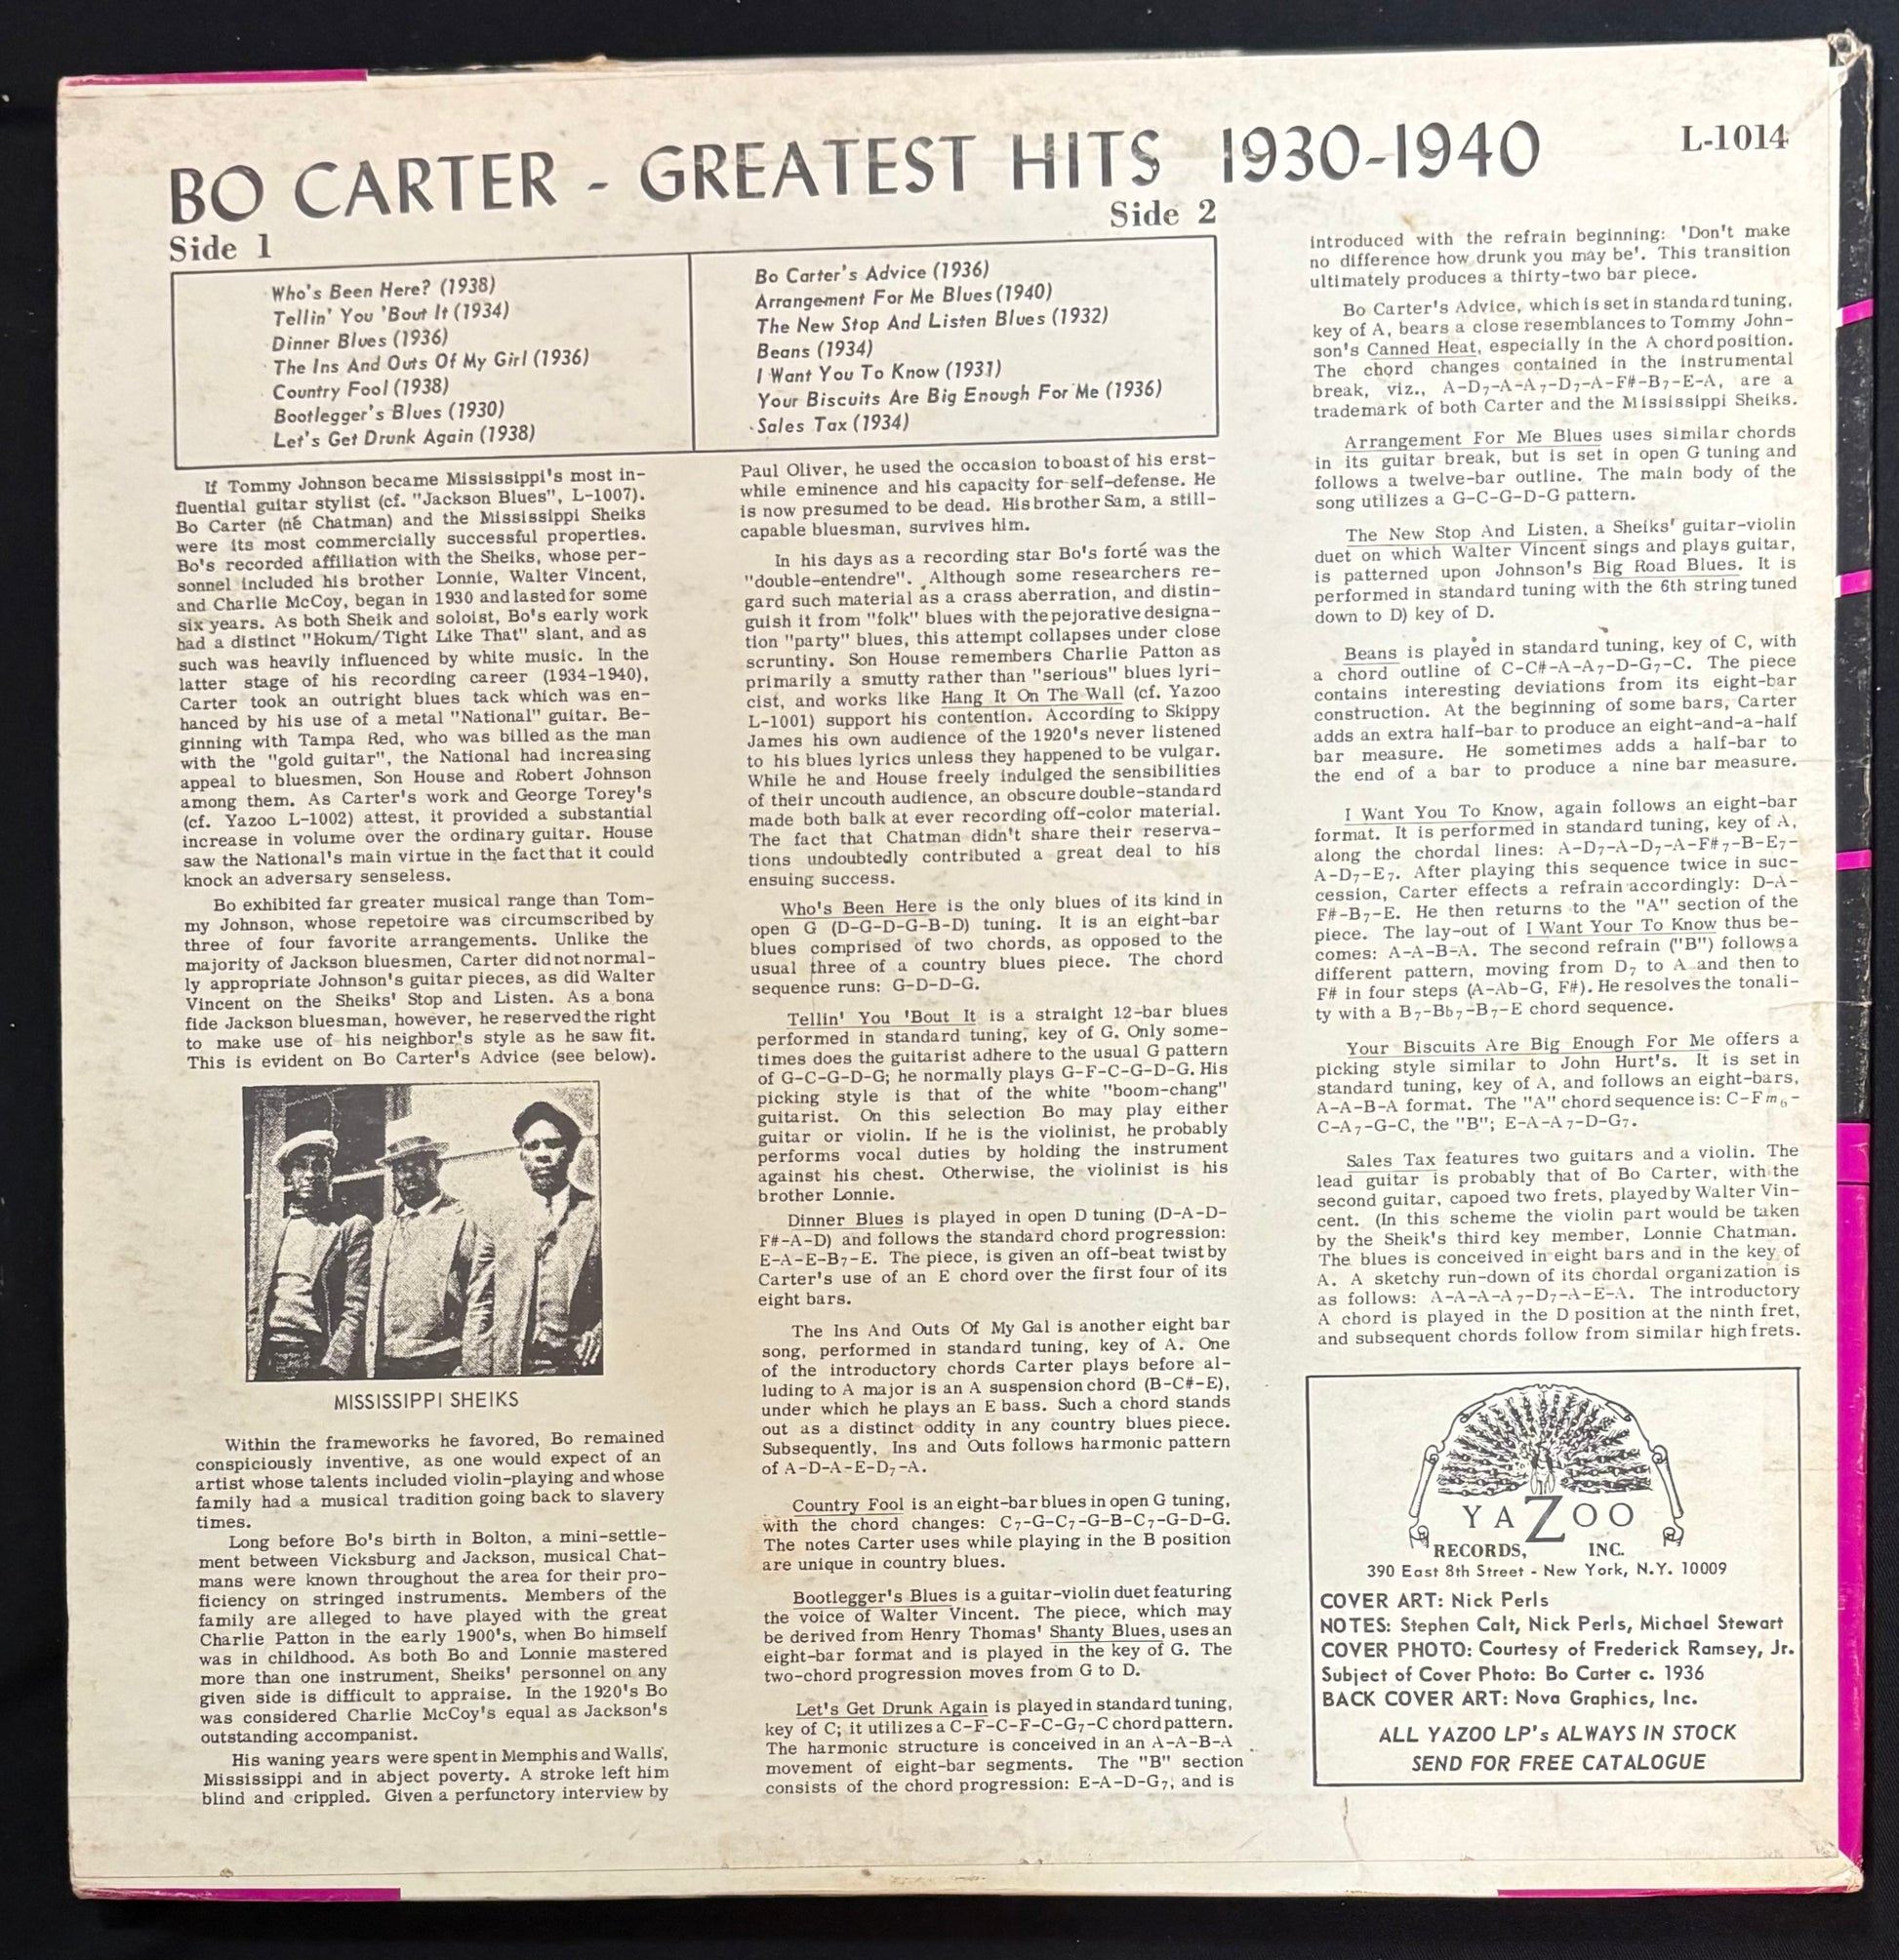 BO CARTER - GREATEST HITS 1930-1940
L-1014
Side 1
Side 2
Who's Been Here? (1938)
Tellin' You 'Bout It (1934)
Dinner Blues (1936)
The Ins And Outs Of My Girl (1936)
Country Fool (1938)
Bootlegger's Blues (1930)
Let's Get Drunk Again (1938)
Bo Carter's Advice (1936)
Arrangement For Me Blues (1940)
The New Stop And Listen Blues (1932)
Beans (1934)
I Want You To Know (1931)
Your Biscuits Are Big Enough For Me (1936)
Sales Tax (1934)
If Tommy Johnson became Mississippi's most in-
fluential guitar stylist (cf. "Jackson Blues", L-1007).
Bo Carter (né Chatman) and the Mississippi Sheiks
were its most commercially successful properties.
Bo's recorded affiliation with the Sheiks, whose per-
sonnel included his brother Lonnie, Walter Vincent,
and Charlie McCoy, began in 1930 and lasted for some
six years. As both Sheik and soloist, Bo's early work
had a distinct "Hokum/Tight Like That" slant, and as
such was heavily influenced by white music. In the
latter stage of his recording career (1934-1940),
Carter took an outright blues tack which was en-
hanced by his use of a metal "National" guitar. Be-
ginning with Tampa Red, who was billed as the man
with the "gold guitar", the National had increasing
appeal to bluesmen, Son House and Robert Johnson
among them. As Carter's work and George Torey's
(cf. Yazoo L-1002) attest, it provided a substantial
increase in volume over the ordinary guitar. House
saw the National's main virtue in the fact that it could
knock an adversary senseless.
Bo exhibited far greater musical range than Tom-
my Johnson, whose repetoire was circumscribed by
three of four favorite arrangements. Unlike the
majority of Jackson bluesmen, Carter did not normal-
ly appropriate Johnson's guitar pieces, as did Walter
Vincent on the Sheiks' Stop and Listen. As a bona
fide Jackson bluesman, however, he reserved the right
to make use of his neighbor's style as he saw fit.
This is evident on Bo Carter's Advice (see below).
MISSISSIPPI SHEIKS
Within the frameworks he favored, Bo remained
conspiciously inventive, as one would expect of an
artist whose talents included violin-playing and whose
family had a musical tradition going back to slavery
times.
Long before Bo's birth in Bolton, a mini-settle-
ment between Vicksburg and Jackson, musical Chat-
mans were known throughout the area for their pro-
ficiency on stringed instruments. Members of the
family are alleged to have played with the great
Charlie Patton in the early 1900's, when Bo himself
was in childhood. As both Bo and Lonnie mastered
more than one instrument, Sheiks' personnel on any
given side is difficult to appraise. In the 1920's Bo
was considered Charlie McCoy's equal as Jackson's
outstanding accompanist.
His waning years were spent in Memphis and Walls,
Mississippi and in abject poverty. A stroke left him
blind and crippled. Given a perfunctory interview by
Paul Oliver, he used the occasion to boast of his erst-
while eminence and his capacity for self-defense. He
is now presumed to be dead. His brother Sam, a still-
capable bluesman, survives him.
In his days as a recording star Bo's forté was the
"double-entendre". Although some researchers re-
gard such material as a crass aberration, and distin-
guish it from "folk" blues with the pejorative designa-
tion "party" blues, this attempt collapses under close
scruntiny. Son House remembers Charlie Patton as
primarily a smutty rather than "serious" blues lyri-
cist, and works like Hang It On The Wall (cf. Yazoo
L-1001) support his contention. According to Skippy
James his own audience of the 1920's never listened
to his blues lyrics unless they happened to be vulgar.
While he and House freely indulged the sensibilities
of their uncouth audience, an obscure double-standard
made both balk at ever recording off-color material.
The fact that Chatman didn't share their reserva-
tions undoubtedly contributed a great deal to his
ensuing success.
Who's Been Here is the only blues of its kind in
open G (D-G-D-G-B-D) tuning. It is an eight-bar
blues comprised of two chords, as opposed to the
usual three of a country blues piece. The chord
sequence runs: G-D-D-G.
Tellin' You 'Bout It is a straight 12-bar blues
performed in standard tuning, key of G. Only some-
times does the guitarist adhere to the usual G pattern
of G-C-G-D-G; he normally plays G-F-C-G-D-G. His
picking style is that of the white "boom-chang"
guitarist. On this selection Bo may play either
guitar or violin. If he is the violinist, he probably
performs vocal duties by holding the instrument
against his chest. Otherwise, the violinist is his
brother Lonnie.
Dinner Blues is played in open D tuning (D-A-D-
F#-A-D) and follows the standard chord progression:
E-A-E-B7-E. The piece, is given an off-beat twist by
Carter's use of an E chord over the first four of its
eight bars.
The Ins And Outs Of My Gal is another eight bar
song, performed in standard tuning, key of A. One
of the introductory chords Carter plays before al-
luding to A major is an A suspension chord (B-C#-E),
under which he plays an E bass. Such a chord stands
out as a distinct oddity in any country blues piece.
Subsequently, Ins and Outs follows harmonic pattern
of A-D-A-E-D7-A.
Country Fool is an eight-bar blues in open G tuning,
with the chord changes: C7-G-C7-G-B-C7-G-D-G.
The notes Carter uses while playing in the B position
are unique in country blues.
Bootlegger's Blues is a guitar-violin duet featuring
the voice of Walter Vincent. The piece, which may
be derived from Henry Thomas' Shanty Blues, uses an
eight-bar format and is played in the key of G. The
two-chord progression moves from G to D.
Let's Get Drunk Again is played in standard tuning,
key of C; it utilizes a C-F-C-F-C-G7-C chord pattern.
The harmonic structure is conceived in an A-A-B-A
movement of eight-bar segments. The "B" section
consists of the chord progression: E-A-D-G7, and is
introduced with the refrain beginning: 'Don't make
no difference how drunk you may be'. This transition
ultimately produces a thirty-two bar piece.
Bo Carter's Advice, which is set in standard tuning,
key of A, bears a close resemblances to Tommy John-
son's Canned Heat, especially in the A chord position.
The chord changes contained in the instrumental
break, viz., A-D7-A-A7-D7-A-F#-B7-E-A, are a
trademark of both Carter and the Mississippi Sheiks.
Arrangement For Me Blues uses similar chords
in its guitar break, but is set in open G tuning and
follows a twelve-bar outline. The main body of the
song utilizes a G-C-G-D-G pattern.
The New Stop And Listen, a Sheiks' guitar-violin
duet on which Walter Vincent sings and plays guitar,
is patterned upon Johnson's Big Road Blues. It is
performed in standard tuning with the 6th string tuned
down to D) key of D.
Beans is played in standard tuning, key of C, with
a chord outline of C-C#-A-A7-D-G7-C. The piece
contains interesting deviations from its eight-bar
construction. At the beginning of some bars, Carter
adds an extra half-bar to produce an eight-and-a-half
bar measure. He sometimes adds a half-bar to
the end of a bar to produce a nine bar measure.
I Want You To Know, again follows an eight-bar
format. It is performed in standard tuning, key of A,
along the chordal lines: A-D7-A-D7-A-F#7-B-E7-
A-D7-E7. After playing this sequence twice in suc-
cession, Carter effects a refrain accordingly: D-A-
F#-B7-E. He then returns to the "A" section of the
piece. The lay-out of I Want Your To Know thus be-
comes: A-A-B-A. The second refrain ("B") follows a
different pattern, moving from D7 to A and then to
F# in four steps (A-Ab-G, F#). He resolves the tonali-
ty with a B7-Bb7-B7-E chord sequence.
Your Biscuits Are Big Enough For Me offers a
picking style similar to John Hurt's. It is set in
standard tuning, key of A, and follows an eight-bars,
A-A-B-A format. The "A" chord sequence is: C-Fm6-
C-A7-G-C, the "B"; E-A-A7-D-G7.
Sales Tax features two guitars and a violin. The
lead guitar is probably that of Bo Carter, with the
second guitar, capoed two frets, played by Walter Vin-
cent. (In this scheme the violin part would be taken
by the Sheik's third key member, Lonnie Chatman.
The blues is conceived in eight bars and in the key of
A. A sketchy run-down of its chordal organization is
as follows: A-A-A-A7-D7-A-E-A. The introductory
A chord is played in the D position at the ninth fret,
and subsequent chords follow from similar high frets.
YAZOO
RECORDS, INC.
390 East 8th Street - New York, N.Y. 10009
COVER ART: Nick Perls
NOTES: Stephen Calt, Nick Perls, Michael Stewart
COVER PHOTO: Courtesy of Frederick Ramsey, Jr.
Subject of Cover Photo: Bo Carter c. 1936
BACK COVER ART: Nova Graphics, Inc.
ALL YAZOO LP's ALWAYS IN STOCK
SEND FOR FREE CATALOGUE